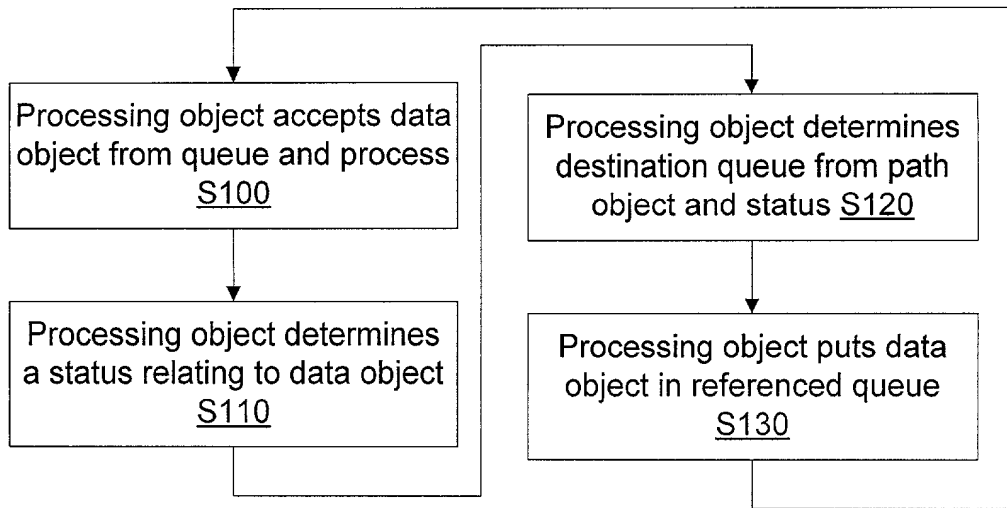 Processing object accepts data
object from queue and process
S100
Processing object determines
a status relating to data object
S110
Processing object determines
destination queue from path
object and status S120
Processing object puts data
object in referenced queue
S130